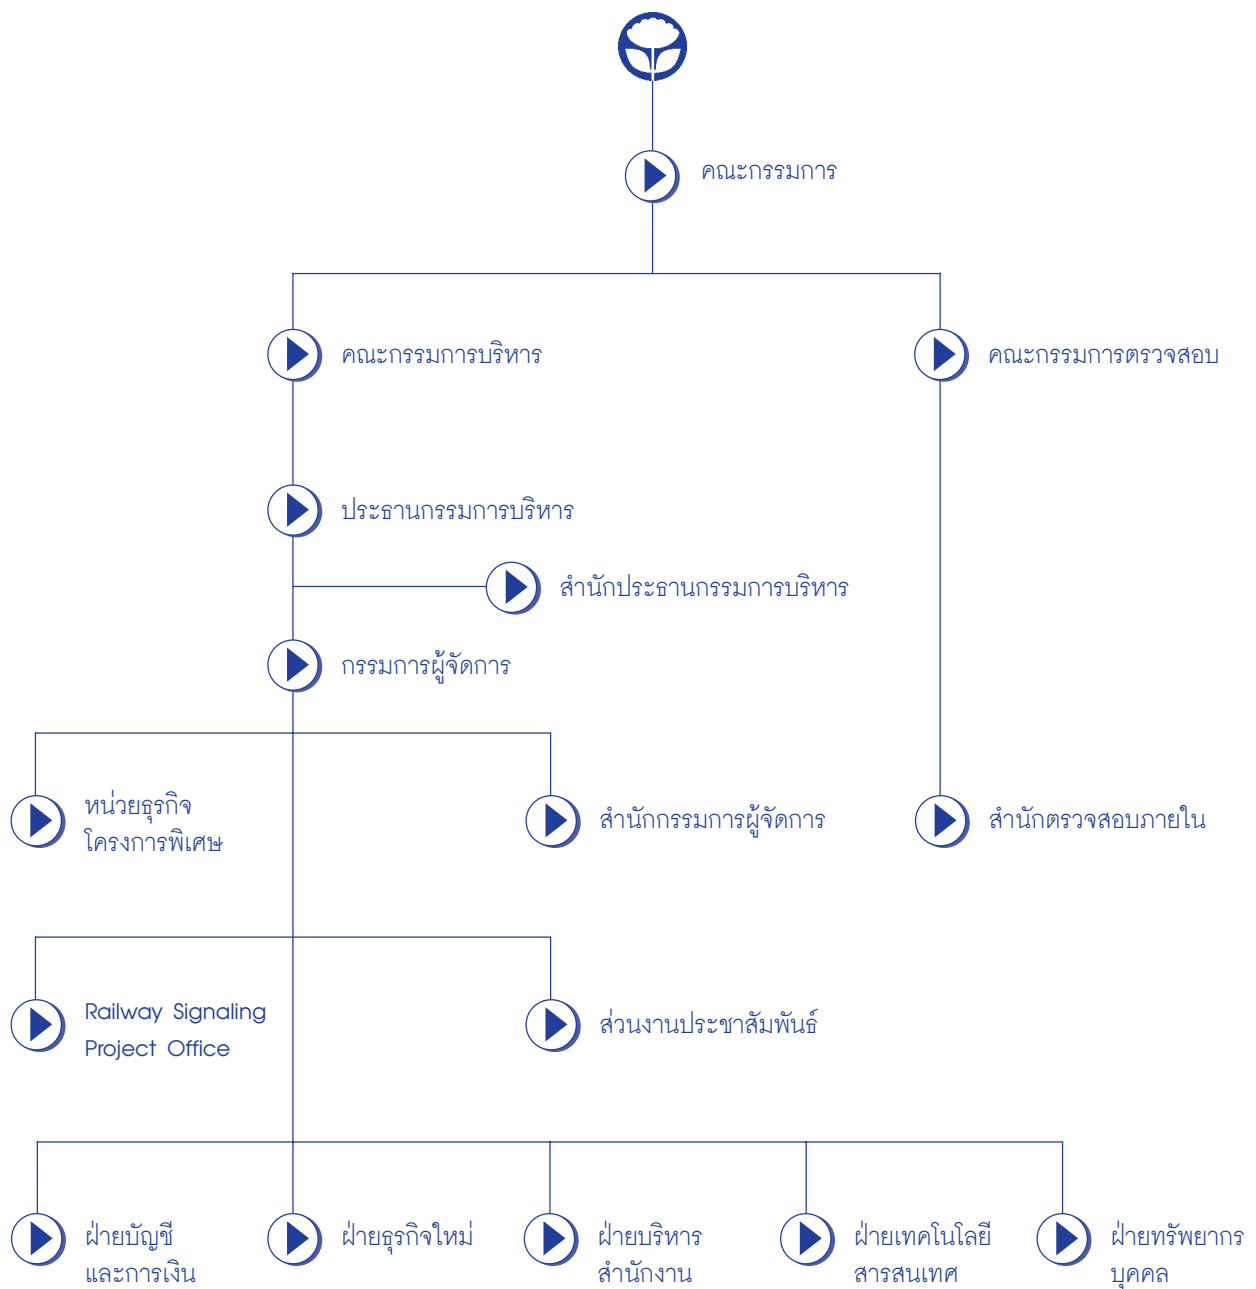 คณะกรรมการ
คณะกรรมการบริหาร
คณะกรรมการตรวจสอบ
ประธานกรรมการบริหาร
สำนักประธานกรรมการบริหาร
กรรมการผู้จัดการ
หน่วยธุรกิจ
โครงการพิเศษ
สำนักกรรมการผู้จัดการ
สำนักตรวจสอบภายใน
Railway Signaling
Project Office
ส่วนงานประชาสัมพันธ์
ฝ่ายบัญชี
และการเงิน
ฝ่ายธุรกิจใหม่
ฝ่ายบริหาร
สำนักงาน
ฝ่ายเทคโนโลยี
สารสนเทศ
ฝ่ายทรัพยากร
บุคคล